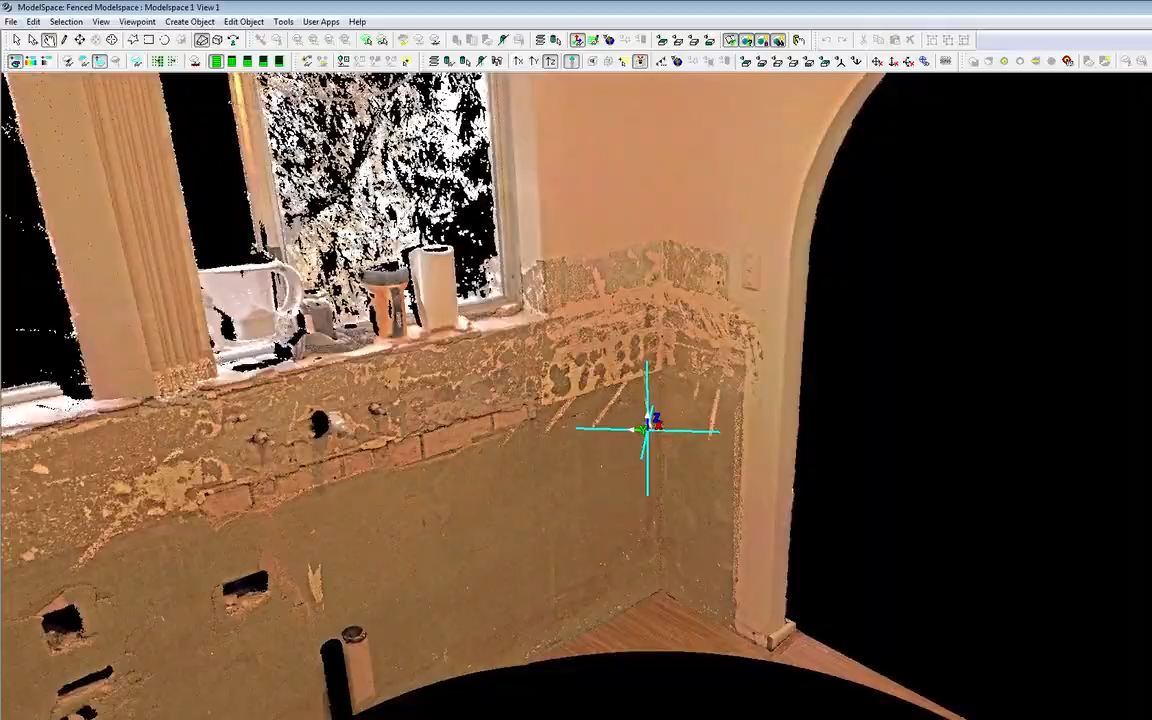 ModelSpace: Fenced Modelspace : Modelspace 1 View 1
File Edit Selection View Viewpoint Create Object Edit Object Tools User Apps Help
Z